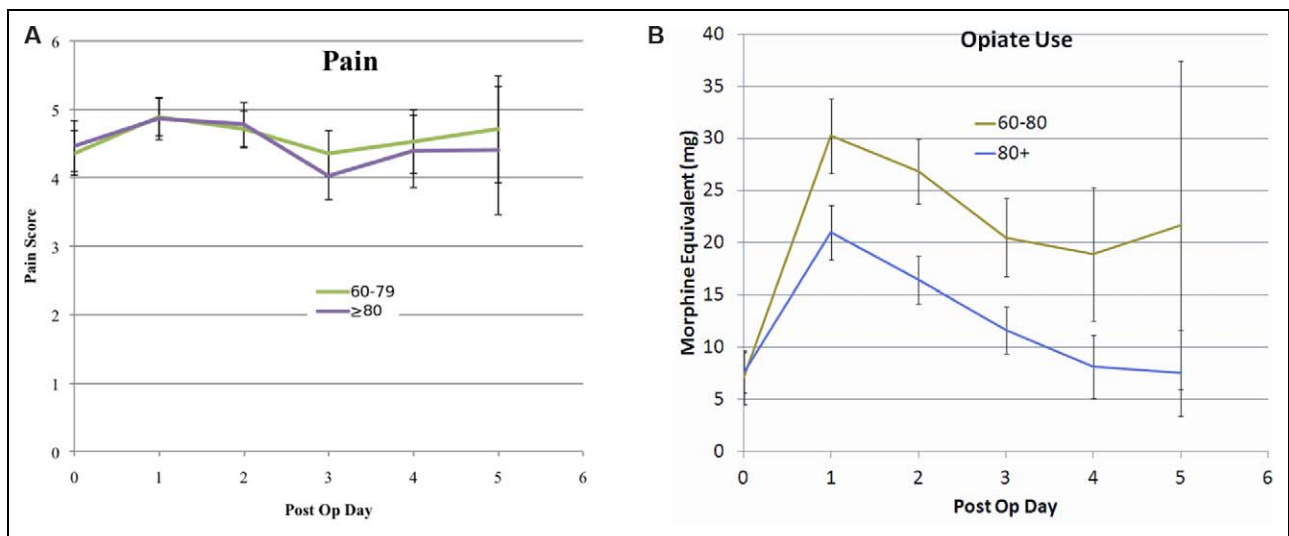 A
Pain
6
5
4
3
2
1
0
Pain Score
60-79
≥80
0 1 2 3 4 5 6
Post Op Day
B
Opiate Use
40
35
30
25
20
15
10
5
0
Morphine Equivalent (mg)
60-80
80+
0 1 2 3 4 5 6
Post Op Day